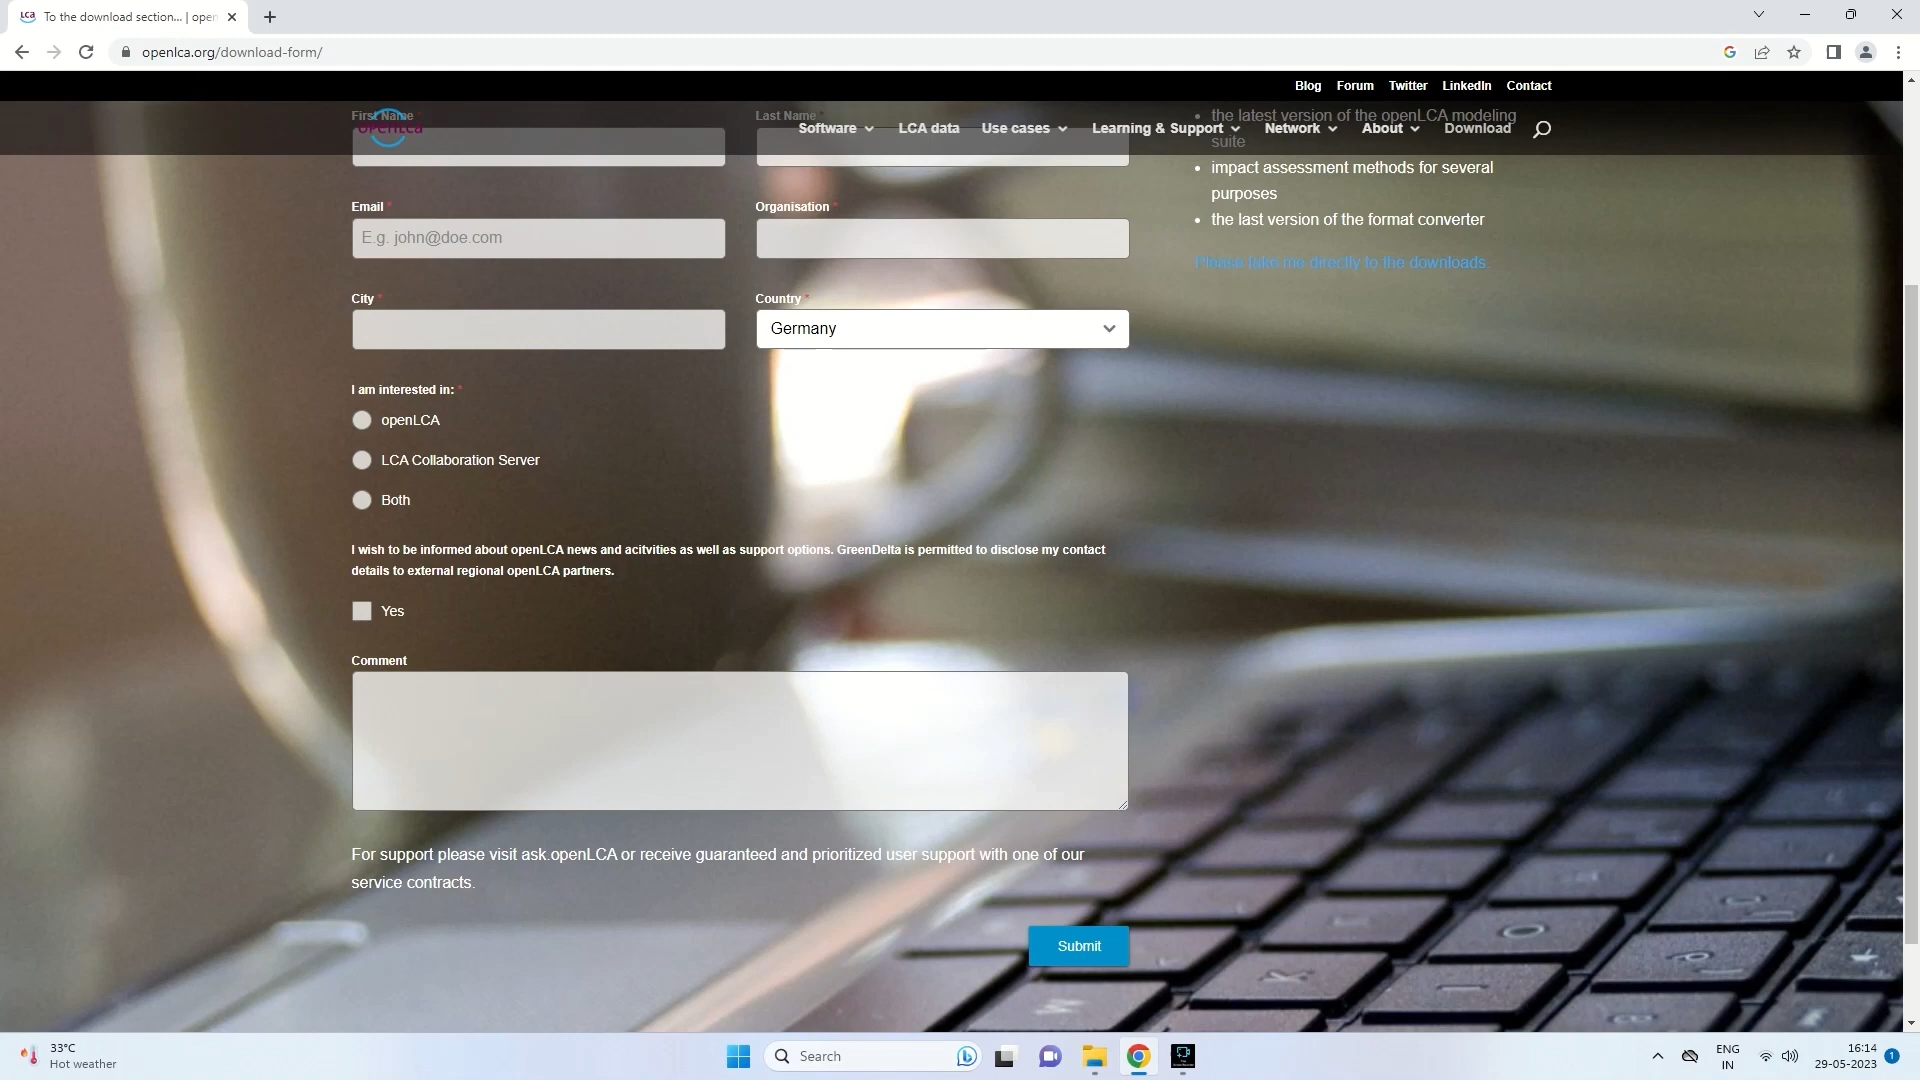 LCA To the download section... | open
openlca.org/download-form/
Blog Forum Twitter LinkedIn Contact
openLCA
Software LCA data Use cases Learning & Support Network About Download
First Name
Last Name
Email *
E.g. john@doe.com
Organisation *
City *
Country *
Germany
I am interested in: *
openLCA
LCA Collaboration Server
Both
I wish to be informed about openLCA news and acitvities as well as support options. GreenDelta is permitted to disclose my contact
details to external regional openLCA partners.
Yes
Comment
For support please visit ask.openLCA or receive guaranteed and prioritized user support with one of our
service contracts.
Submit
• the latest version of the openLCA modeling
suite
• impact assessment methods for several
purposes
• the last version of the format converter
Please take me directly to the downloads.
33°C
Hot weather
Search
ENG
IN
16:14
29-05-2023
1